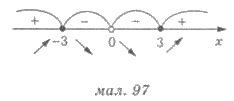 + − − +
−3 0 3 x
мал. 97